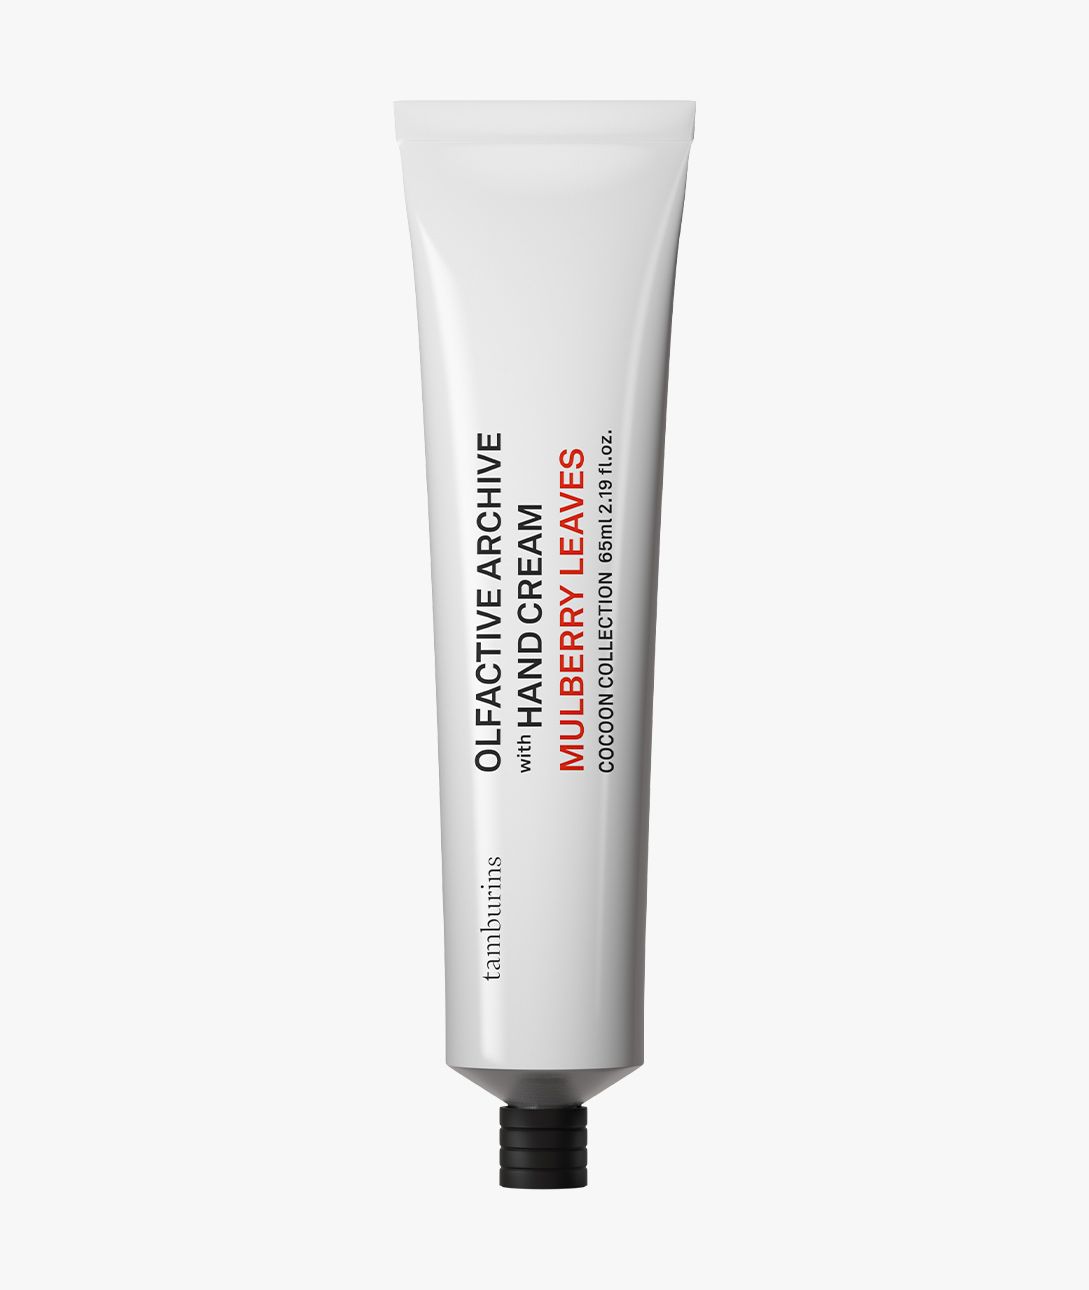 OLFACTIVE ARCHIVE
with HAND CREAM
MULBERRY LEAVES
COCOON COLLECTION 65ml 2.19 fl.oz.
tamburins